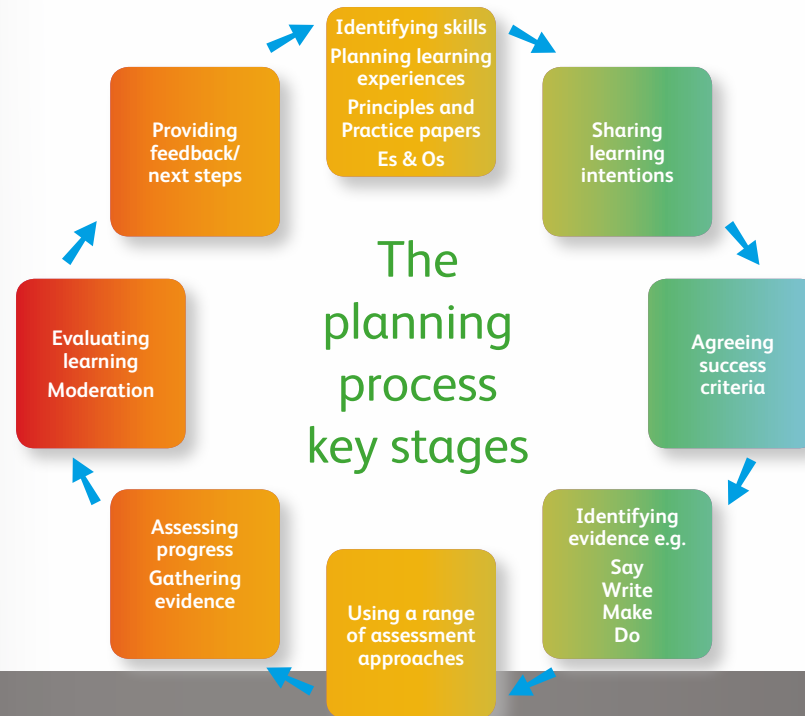 Identifying skills
Planning learning
experiences
Principles and
Practice papers
Es & Os
Sharing
learning
intentions
Agreeing
success
criteria
Identifying
evidence e.g.
Say
Write
Make
Do
Using a range
of assessment
approaches
Assessing
progress
Gathering
evidence
Evaluating
learning
Moderation
Providing
feedback/
next steps
The
planning
process
key stages